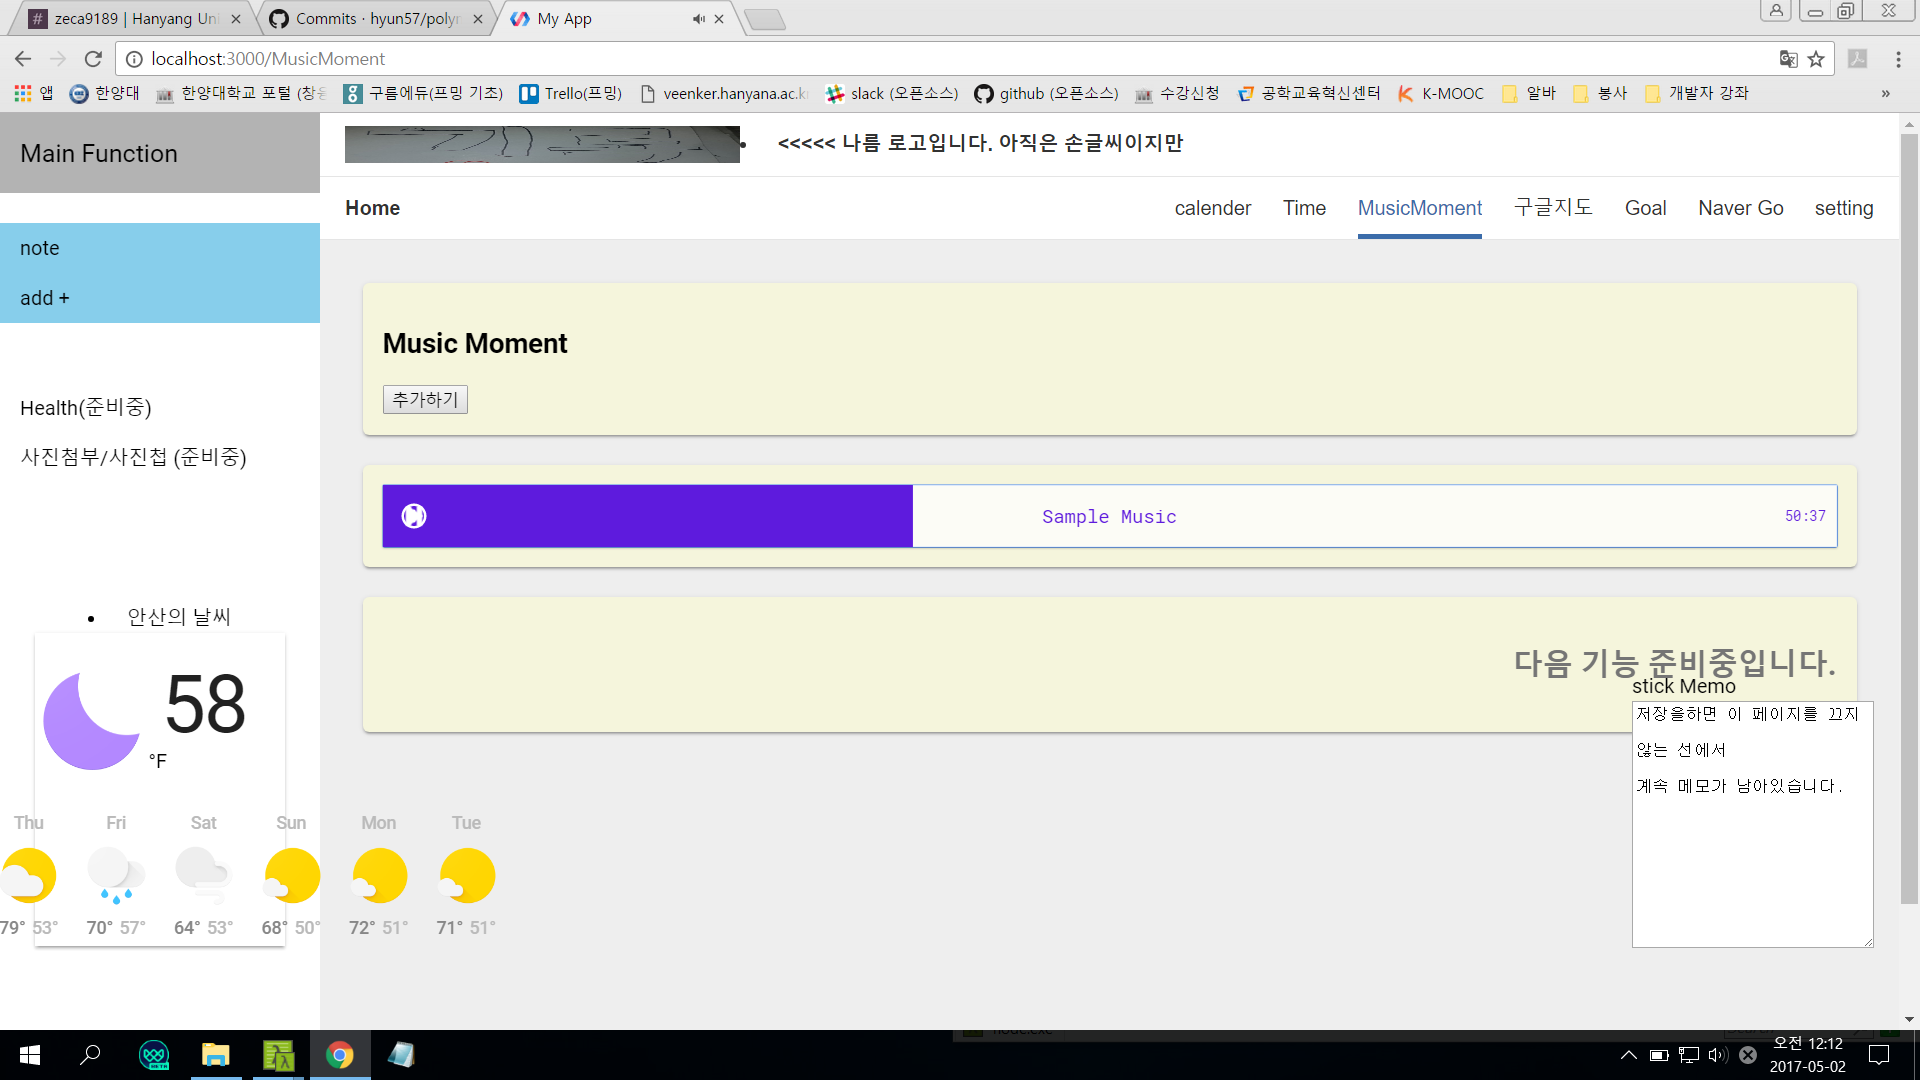 zeca9189 | Hanyang Uni
Commits · hyun57/polym
My App
localhost:3000/MusicMoment
앱
한양대
한양대학교 포털 (창응
구름에듀(프밍 기초)
Trello(프밍)
veenker.hanyana.ac.k
slack (오픈소스)
github (오픈소스)
수강신청
공학교육혁신센터
K-MOOC
알바
봉사
개발자 강좌
»
Main Function
<<<<< 나름 로고입니다. 아직은 손글씨이지만
Home
calender
Time
MusicMoment
구글지도
Goal
Naver Go
setting
note
add +
Health(준비중)
사진첨부/사진첩 (준비중)
Music Moment
추가하기
Sample Music
50:37
다음 기능 준비중입니다.
stick Memo
저장을하면 이 페이지를 끄지
않는 선에서
계속 메모가 남아있습니다.
안산의 날씨
58
°F
Thu Fri Sat Sun Mon Tue
79° 53° 70° 57° 64° 53° 68° 50° 72° 51° 71° 51°
오전 12:12
2017-05-02